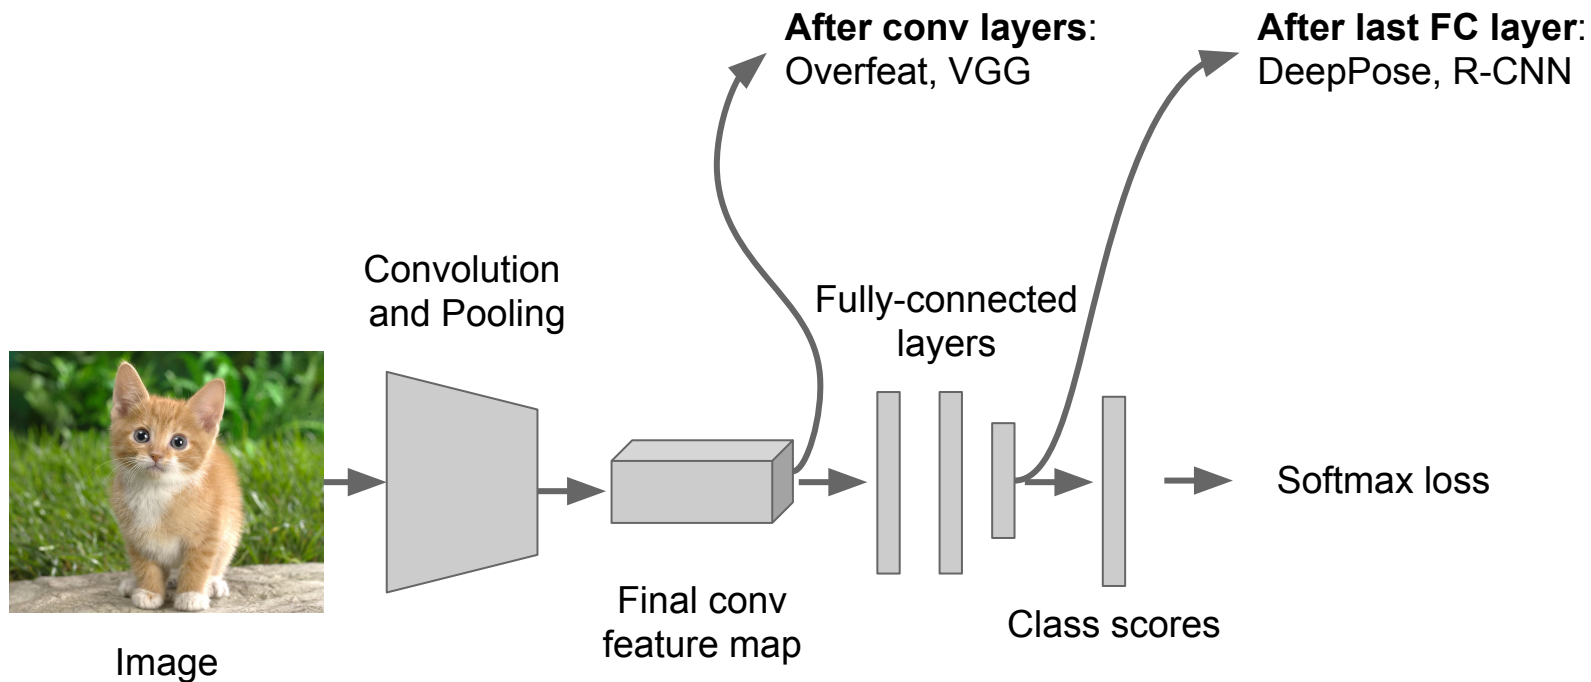 After conv layers:
Overfeat, VGG
After last FC layer:
DeepPose, R-CNN
Convolution
and Pooling
Fully-connected
layers
Softmax loss
Final conv
feature map
Class scores
Image